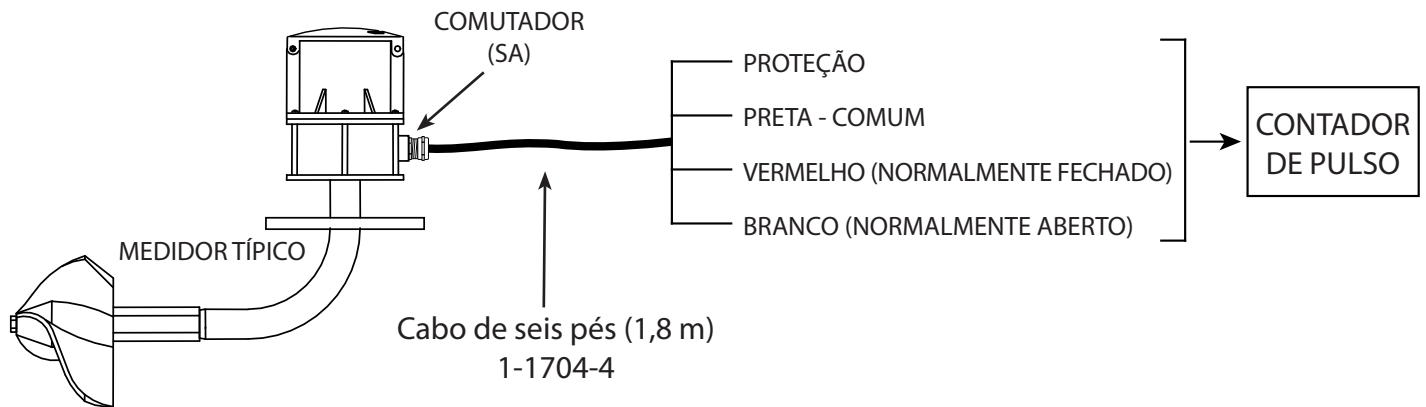 COMUTADOR
(SA)
PROTEÇÃO
PRETA - COMUM
VERMELHO (NORMALMENTE FECHADO)
BRANCO (NORMALMENTE ABERTO)
CONTADOR
DE PULSO
MEDIDOR TÍPICO
Cabo de seis pés (1,8 m)
1-1704-4